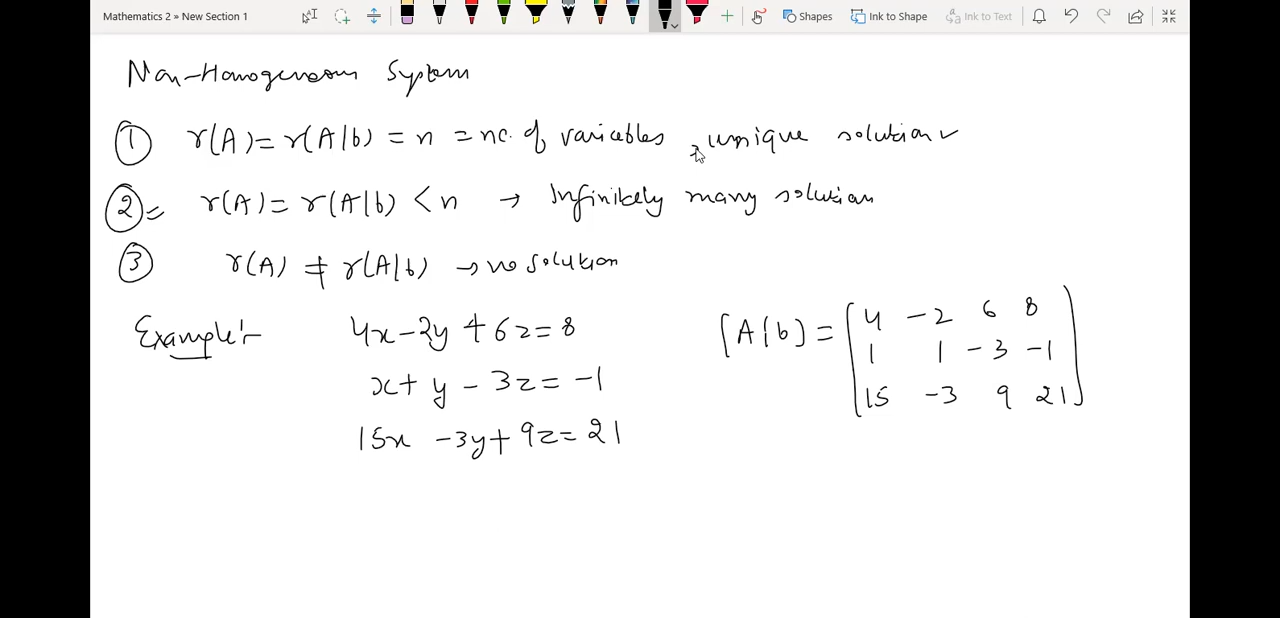 Mathematics 2 » New Section 1
Shapes
Ink to Shape
Ink to Text
Non-Homogeneous System
① r(A) = r(A|b) = n = no. of variables, unique solution
② = r(A) = r(A|b) < n → Infinitely many solution
③ r(A) ≠ r(A|b) → no solution
Example:- 4x - 2y + 6z = 8
x + y - 3z = -1
15x - 3y + 9z = 21
[A|b] =
4 -2 6 8
1 1 -3 -1
15 -3 9 21